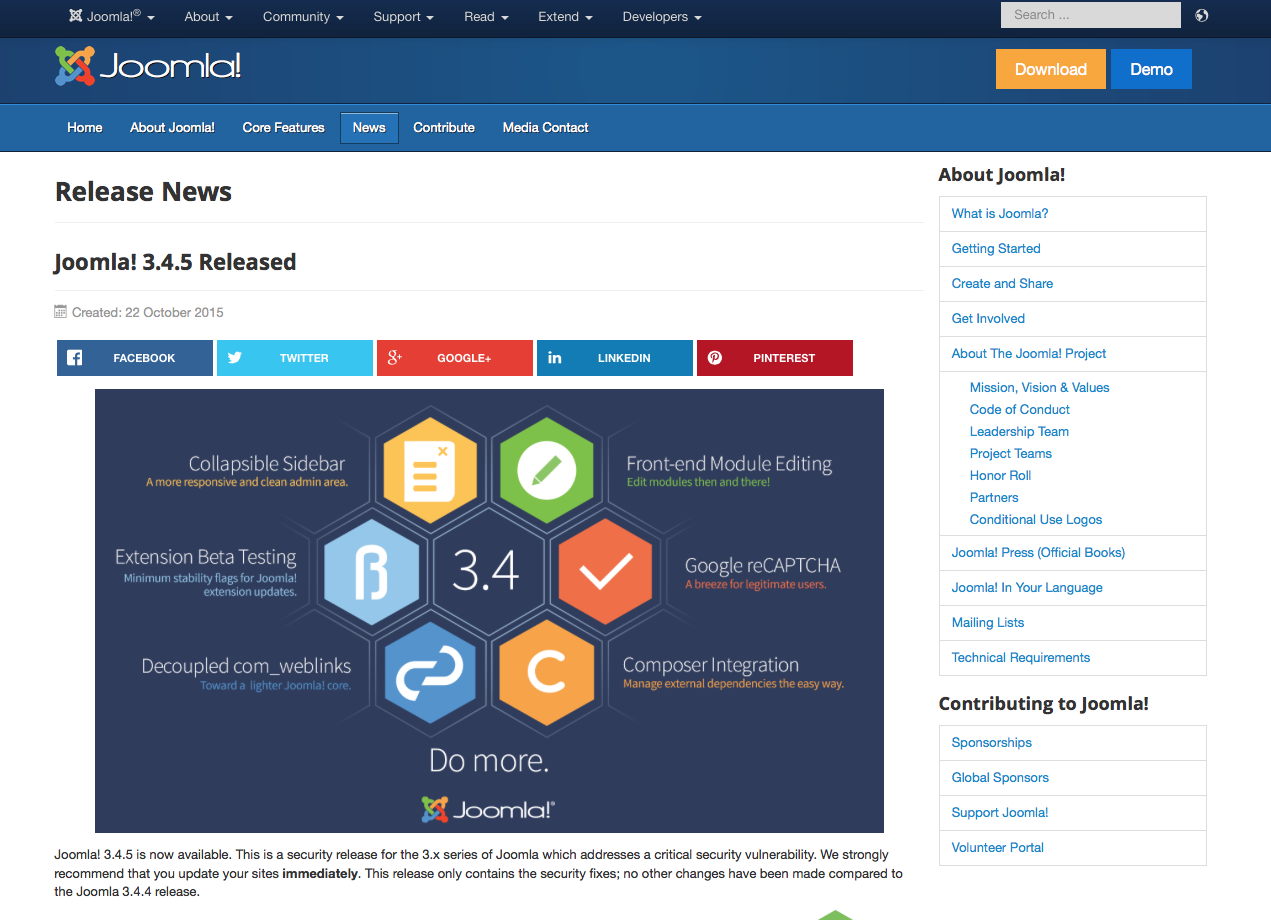 Joomla!® About Community Support Read Extend Developers Search ...
Joomla!
Download Demo
Home About Joomla! Core Features News Contribute Media Contact
Release News
Joomla! 3.4.5 Released
Created: 22 October 2015
FACEBOOK TWITTER GOOGLE+ LINKEDIN PINTEREST
Collapsible Sidebar
A more responsive and clean admin area.
Front-end Module Editing
Edit modules then and there!
Extension Beta Testing
Minimum stability flags for Joomla!
extension updates.
β
3.4
Google reCAPTCHA
A breeze for legitimate users.
Decoupled com_weblinks
Toward a lighter Joomla! core.
C
Composer Integration
Manage external dependencies the easy way.
Do more.
Joomla!®
Joomla! 3.4.5 is now available. This is a security release for the 3.x series of Joomla which addresses a critical security vulnerability. We strongly
recommend that you update your sites immediately. This release only contains the security fixes; no other changes have been made compared to
the Joomla 3.4.4 release.
About Joomla!
What is Joomla?
Getting Started
Create and Share
Get Involved
About The Joomla! Project
Mission, Vision & Values
Code of Conduct
Leadership Team
Project Teams
Honor Roll
Partners
Conditional Use Logos
Joomla! Press (Official Books)
Joomla! In Your Language
Mailing Lists
Technical Requirements
Contributing to Joomla!
Sponsorships
Global Sponsors
Support Joomla!
Volunteer Portal